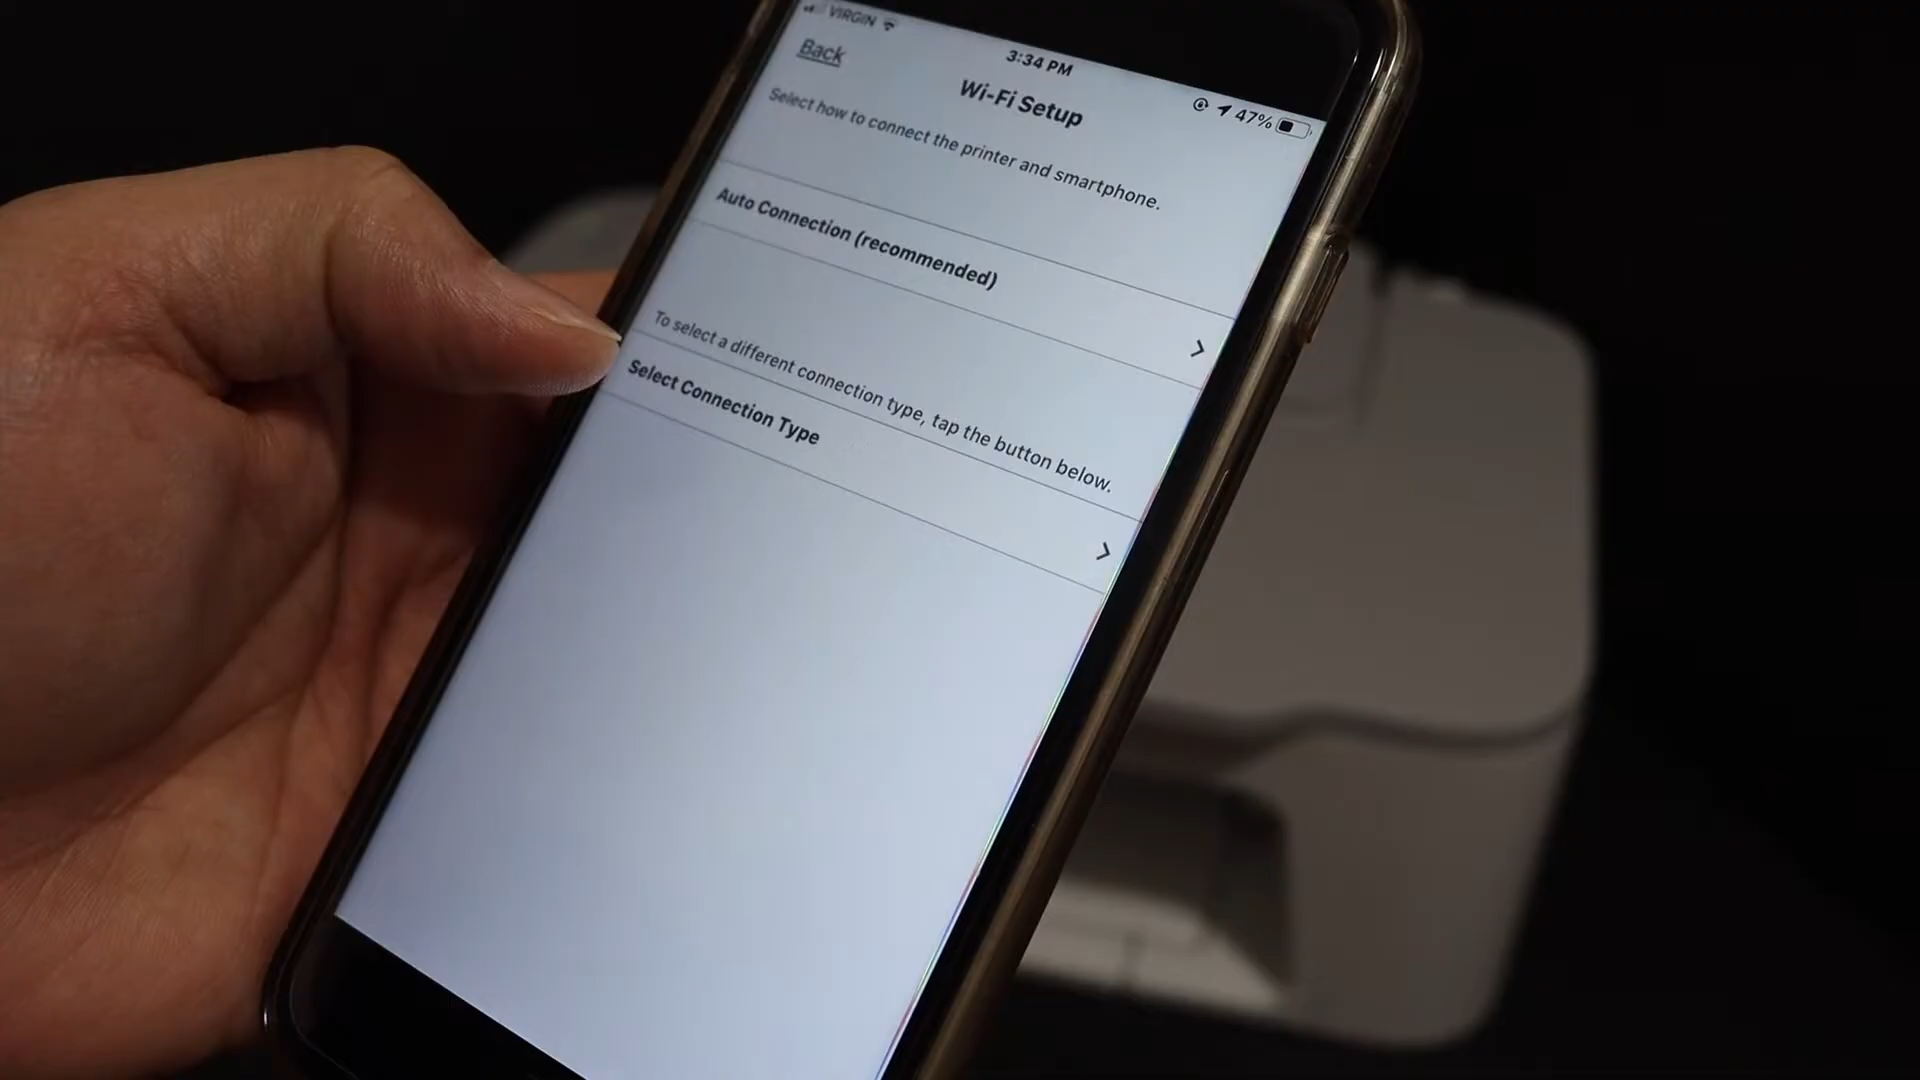 VIRGIN
3:34 PM
47%
Back
Wi-Fi Setup
Select how to connect the printer and smartphone.
Auto Connection (recommended)
To select a different connection type, tap the button below.
Select Connection Type